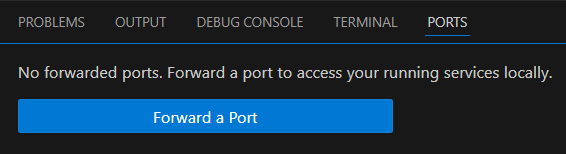 PROBLEMS OUTPUT DEBUG CONSOLE TERMINAL PORTS
No forwarded ports. Forward a port to access your running services locally.
Forward a Port